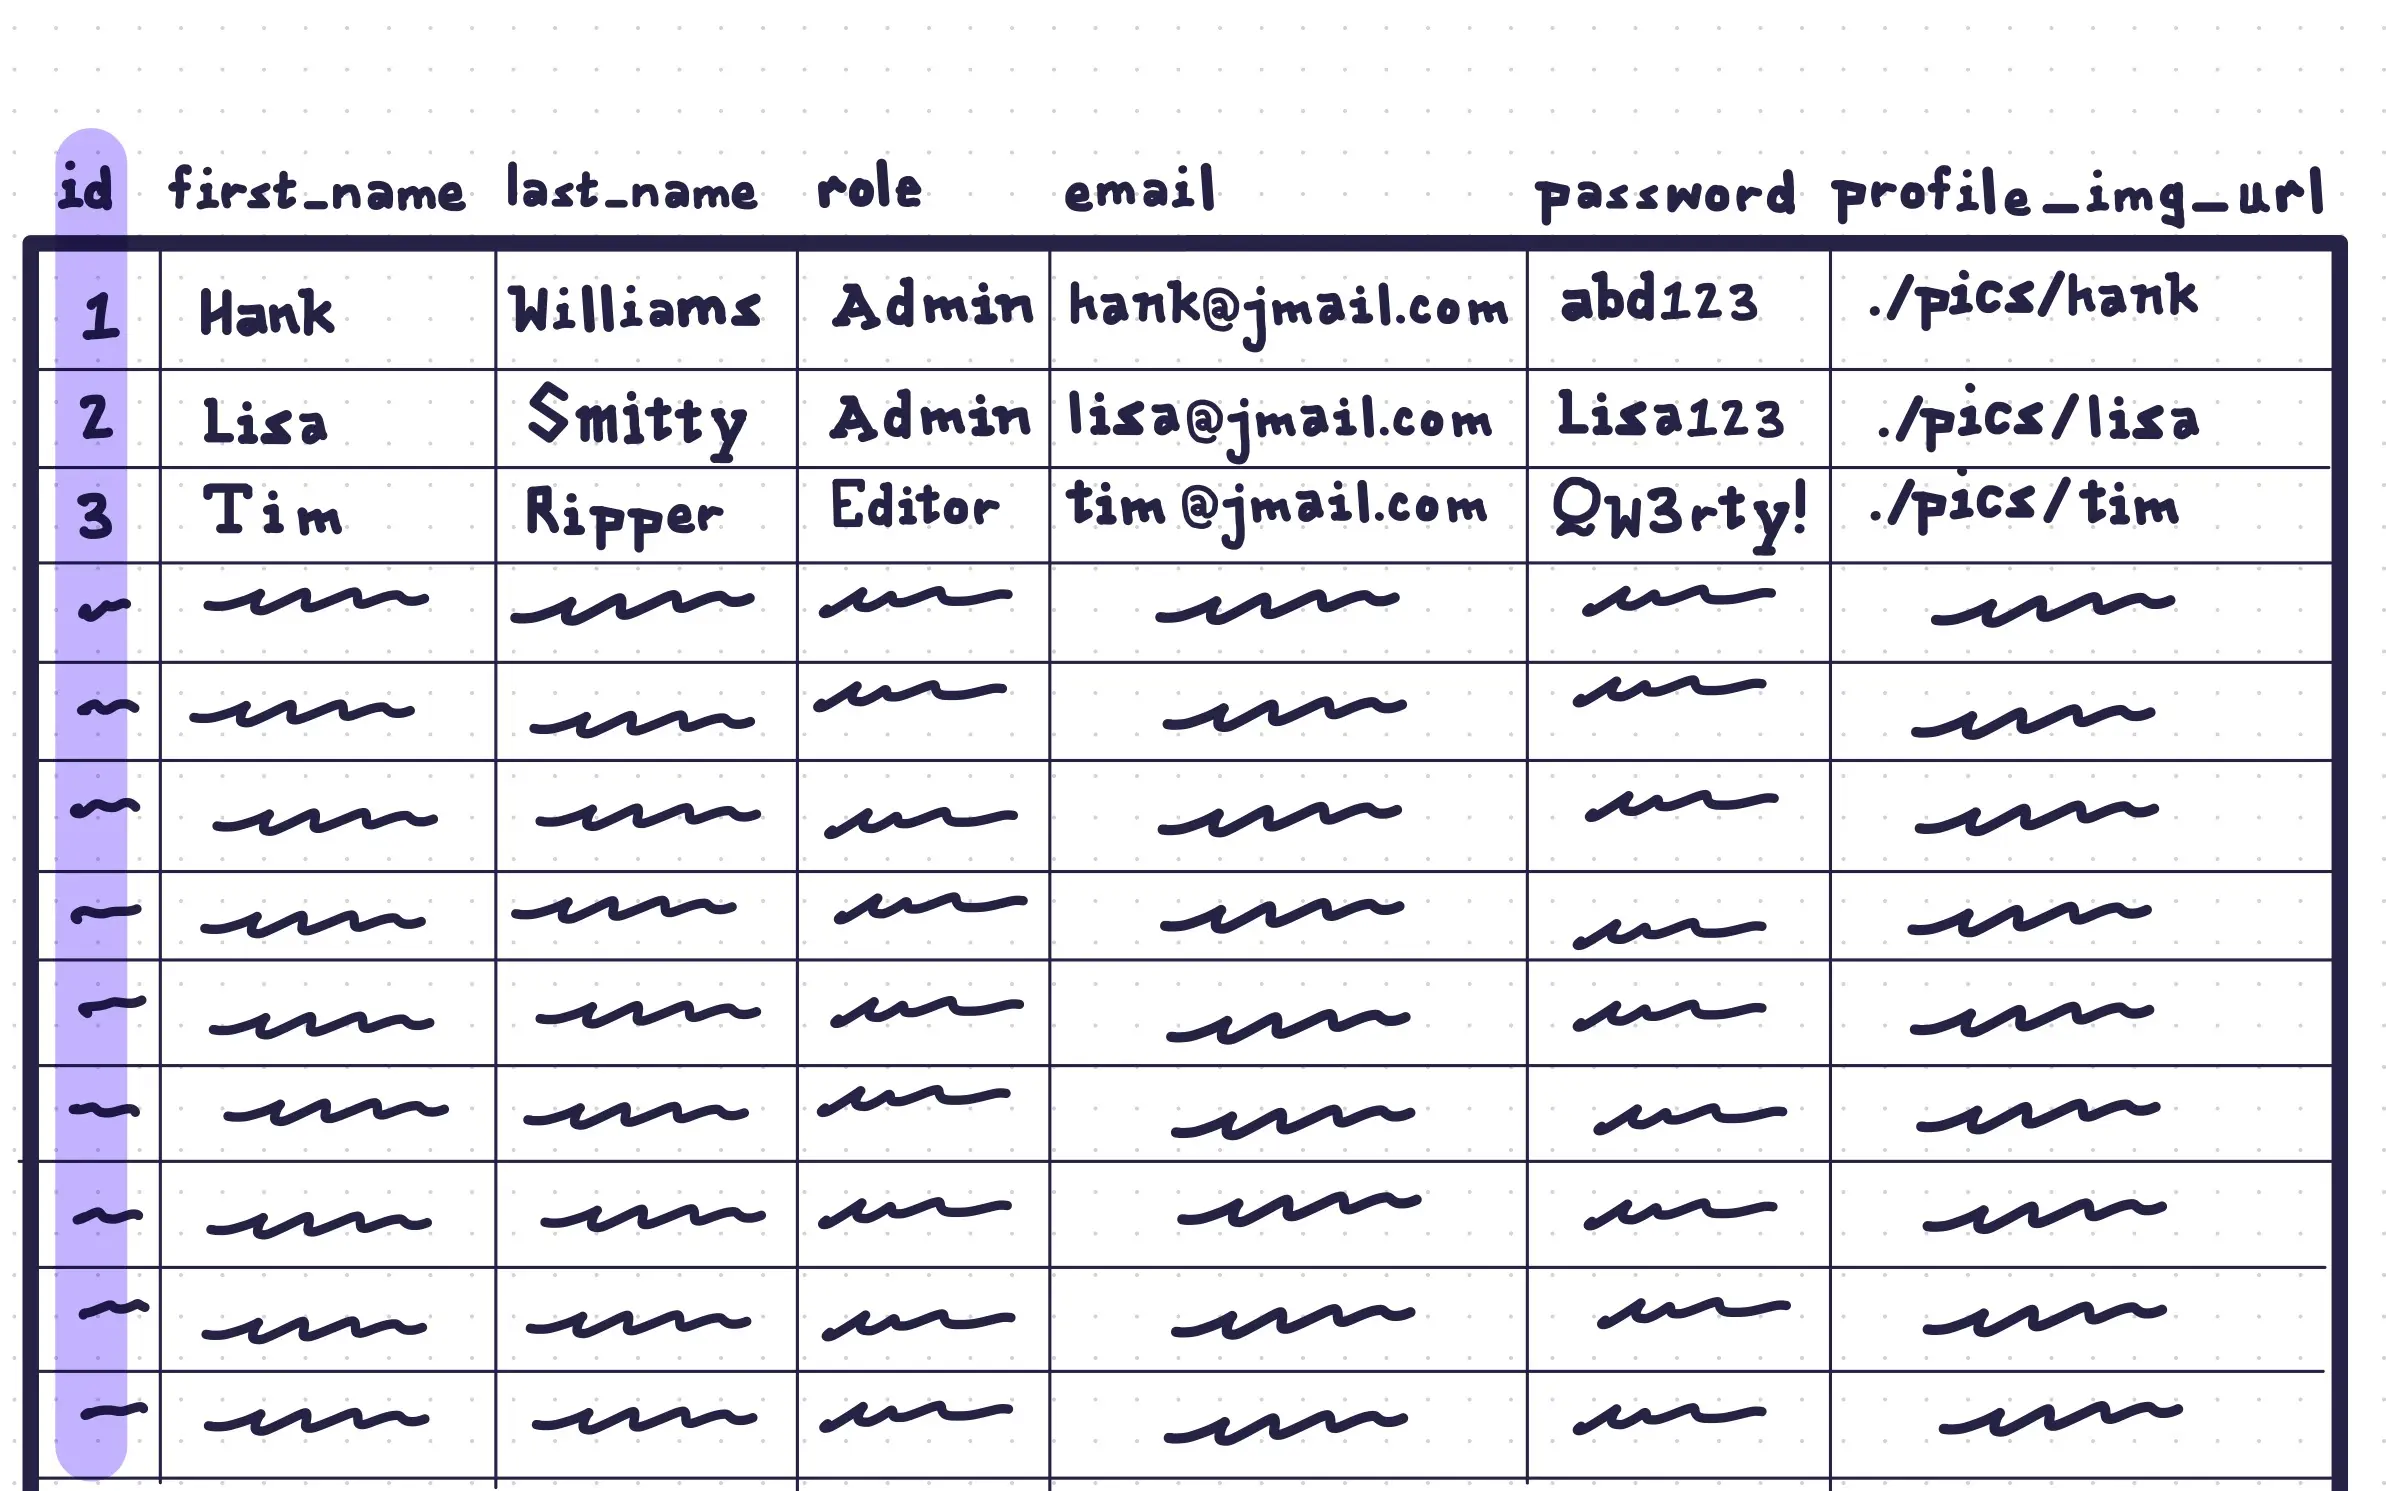 id first_name last_name role email password profile_img_url
1 Hank Williams Admin hank@jmail.com abd123 ./pics/hank
2 Lisa Smitty Admin lisa@jmail.com Lisa123 ./pics/lisa
3 Tim Ripper Editor tim@jmail.com Qw3rty! ./pics/tim